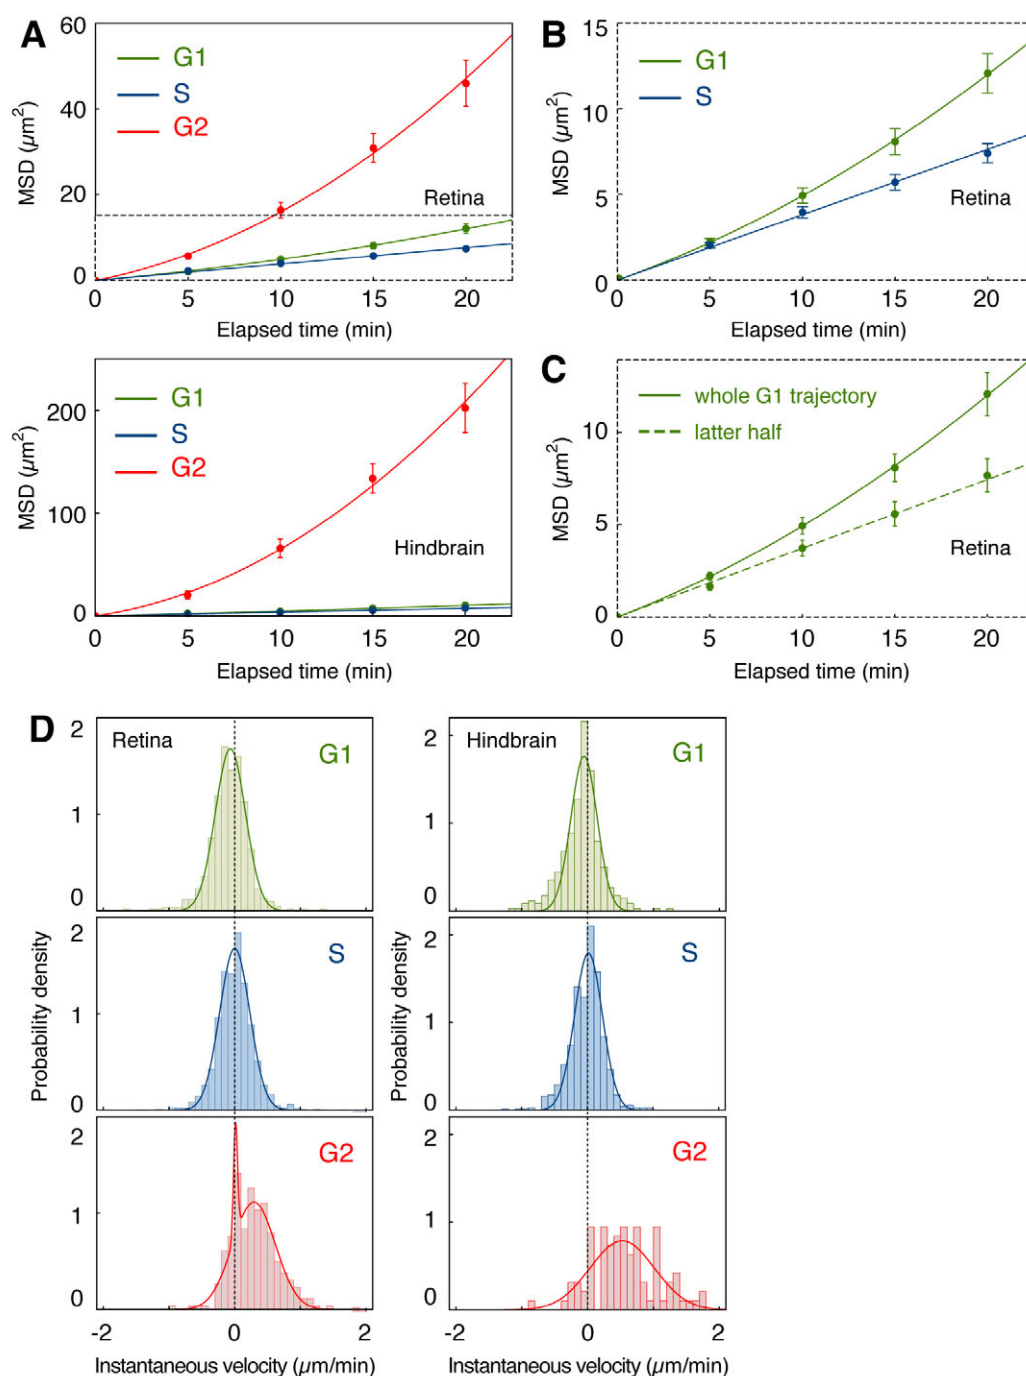 A
60
40
20
0
MSD (µm²)
G1
S
G2
Retina
0 5 10 15 20
Elapsed time (min)
B
15
10
5
0
MSD (µm²)
G1
S
Retina
0 5 10 15 20
Elapsed time (min)
200
100
0
MSD (µm²)
G1
S
G2
Hindbrain
0 5 10 15 20
Elapsed time (min)
C
10
5
0
MSD (µm²)
whole G1 trajectory
latter half
Retina
0 5 10 15 20
Elapsed time (min)
D
Probability density
Retina
2
1
0
G1
2
1
0
S
2
1
0
G2
-2 0 2
Instantaneous velocity (µm/min)
Probability density
Hindbrain
2
1
0
G1
2
1
0
S
2
1
0
G2
-2 0 2
Instantaneous velocity (µm/min)